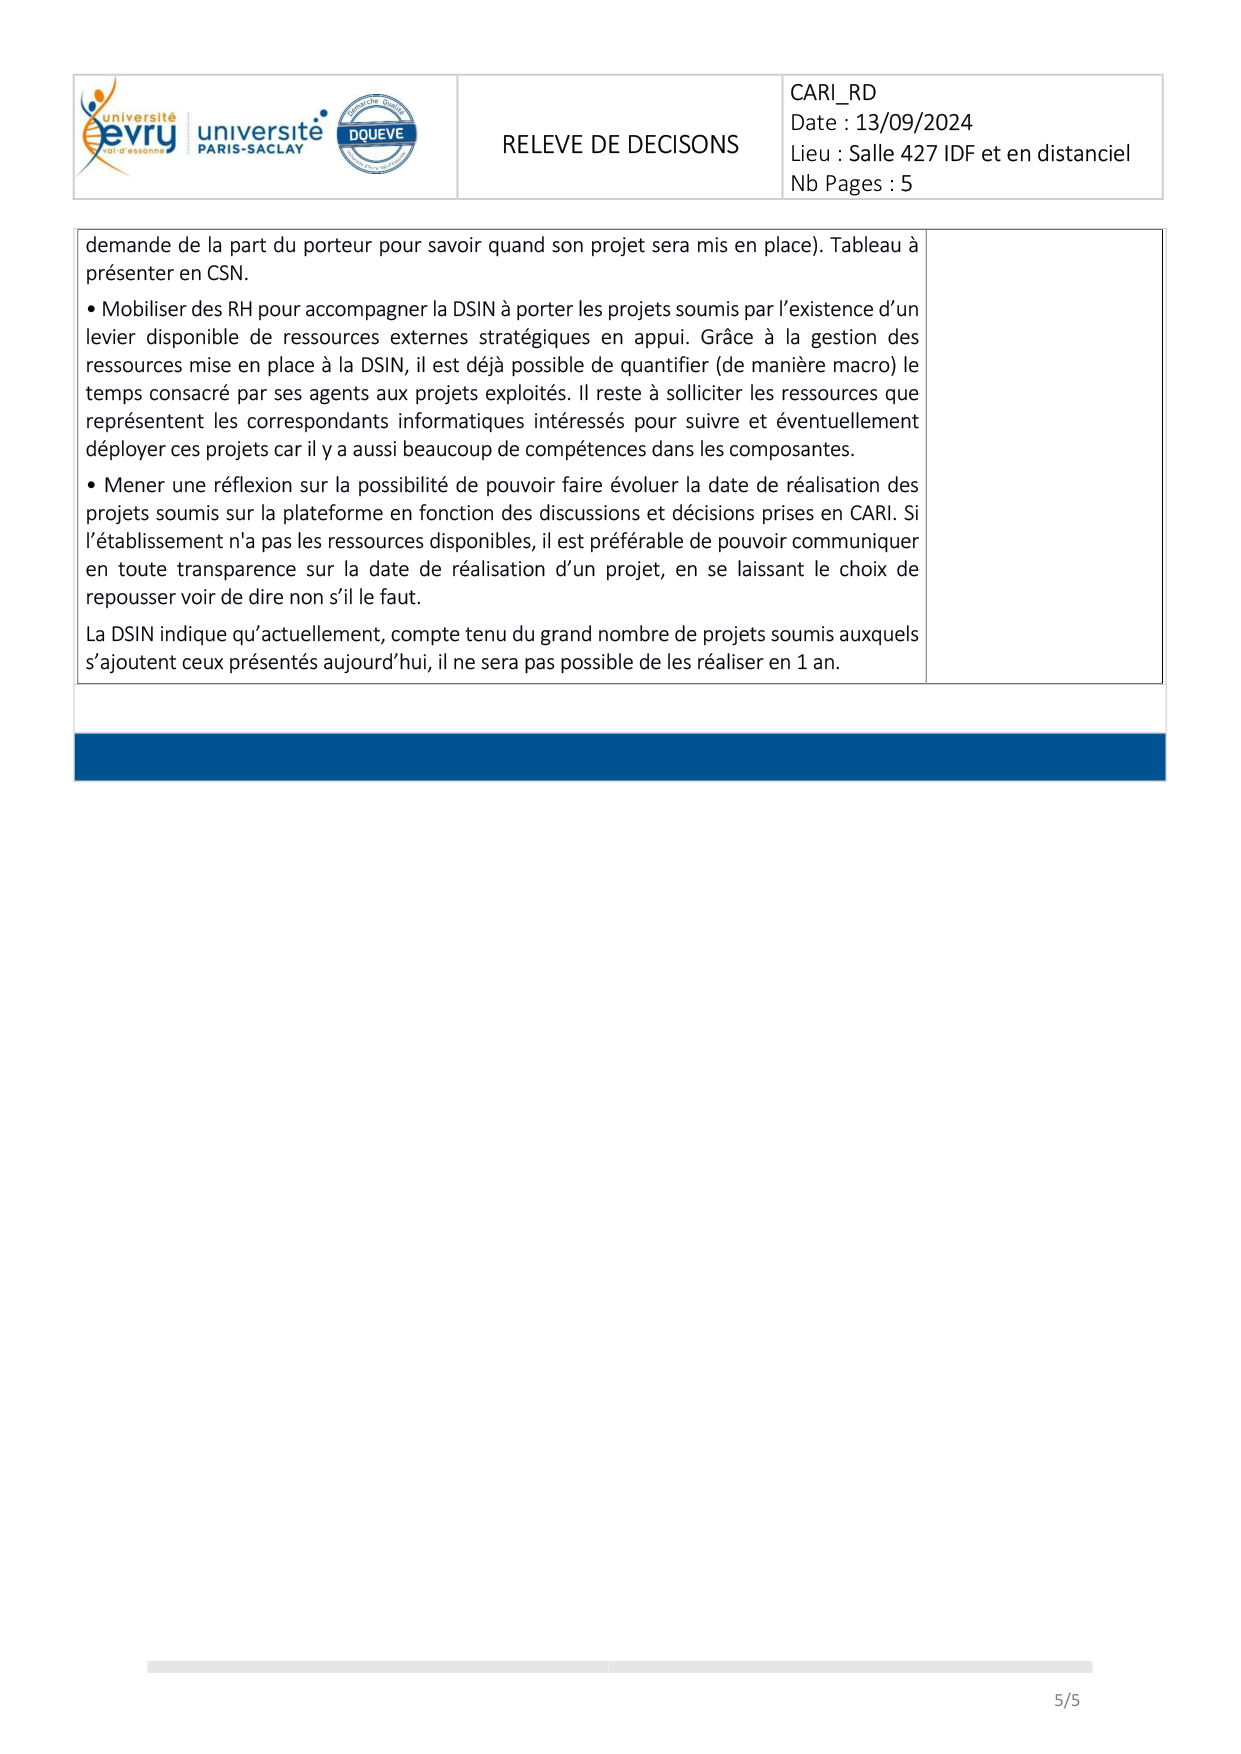 université
evry
val-d'essonne
université
PARIS-SACLAY
Démarche Qualité
DQUEVE
RELEVE DE DECISONS
CARI_RD
Date : 13/09/2024
Lieu : Salle 427 IDF et en distanciel
Nb Pages : 5
demande de la part du porteur pour savoir quand son projet sera mis en place). Tableau à
présenter en CSN.
• Mobiliser des RH pour accompagner la DSIN à porter les projets soumis par l’existence d’un
levier disponible de ressources externes stratégiques en appui. Grâce à la gestion des
ressources mise en place à la DSIN, il est déjà possible de quantifier (de manière macro) le
temps consacré par ses agents aux projets exploités. Il reste à solliciter les ressources que
représentent les correspondants informatiques intéressés pour suivre et éventuellement
déployer ces projets car il y a aussi beaucoup de compétences dans les composantes.
• Mener une réflexion sur la possibilité de pouvoir faire évoluer la date de réalisation des
projets soumis sur la plateforme en fonction des discussions et décisions prises en CARI. Si
l’établissement n'a pas les ressources disponibles, il est préférable de pouvoir communiquer
en toute transparence sur la date de réalisation d’un projet, en se laissant le choix de
repousser voir de dire non s’il le faut.
La DSIN indique qu’actuellement, compte tenu du grand nombre de projets soumis auxquels
s’ajoutent ceux présentés aujourd’hui, il ne sera pas possible de les réaliser en 1 an.
5/5